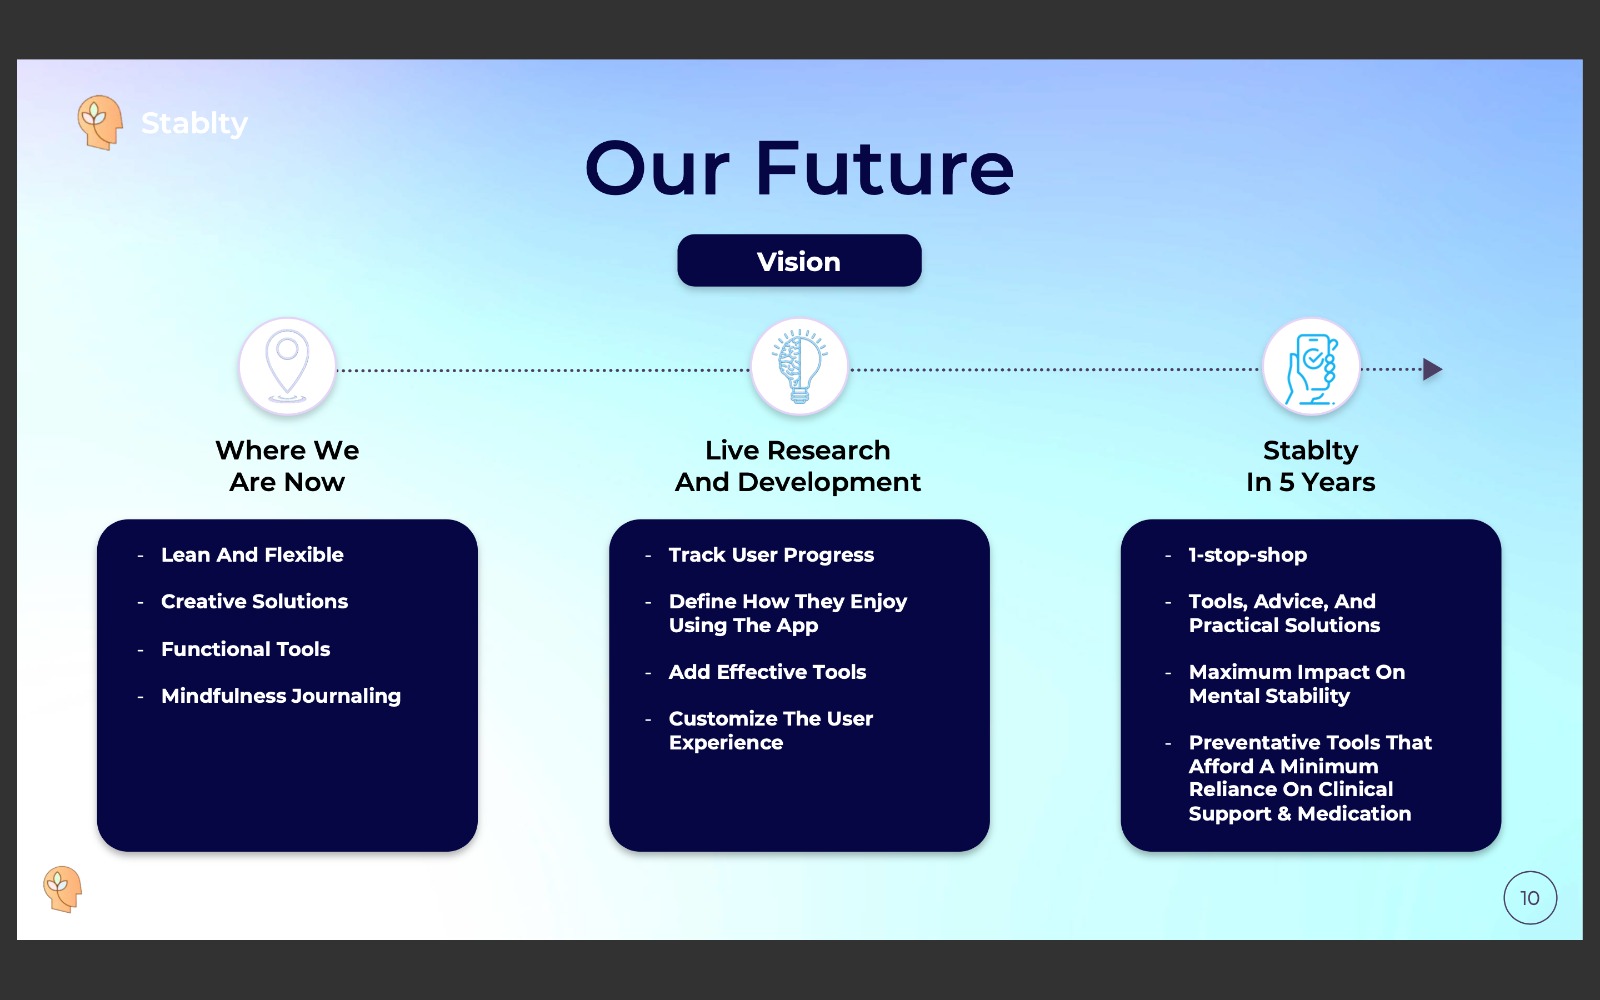 Stablty
Our Future
Vision
Where We
Are Now
Live Research
And Development
Stablty
In 5 Years
- Lean And Flexible
- Creative Solutions
- Functional Tools
- Mindfulness Journaling
- Track User Progress
- Define How They Enjoy
Using The App
- Add Effective Tools
- Customize The User
Experience
- 1-stop-shop
- Tools, Advice, And
Practical Solutions
- Maximum Impact On
Mental Stability
- Preventative Tools That
Afford A Minimum
Reliance On Clinical
Support & Medication
10